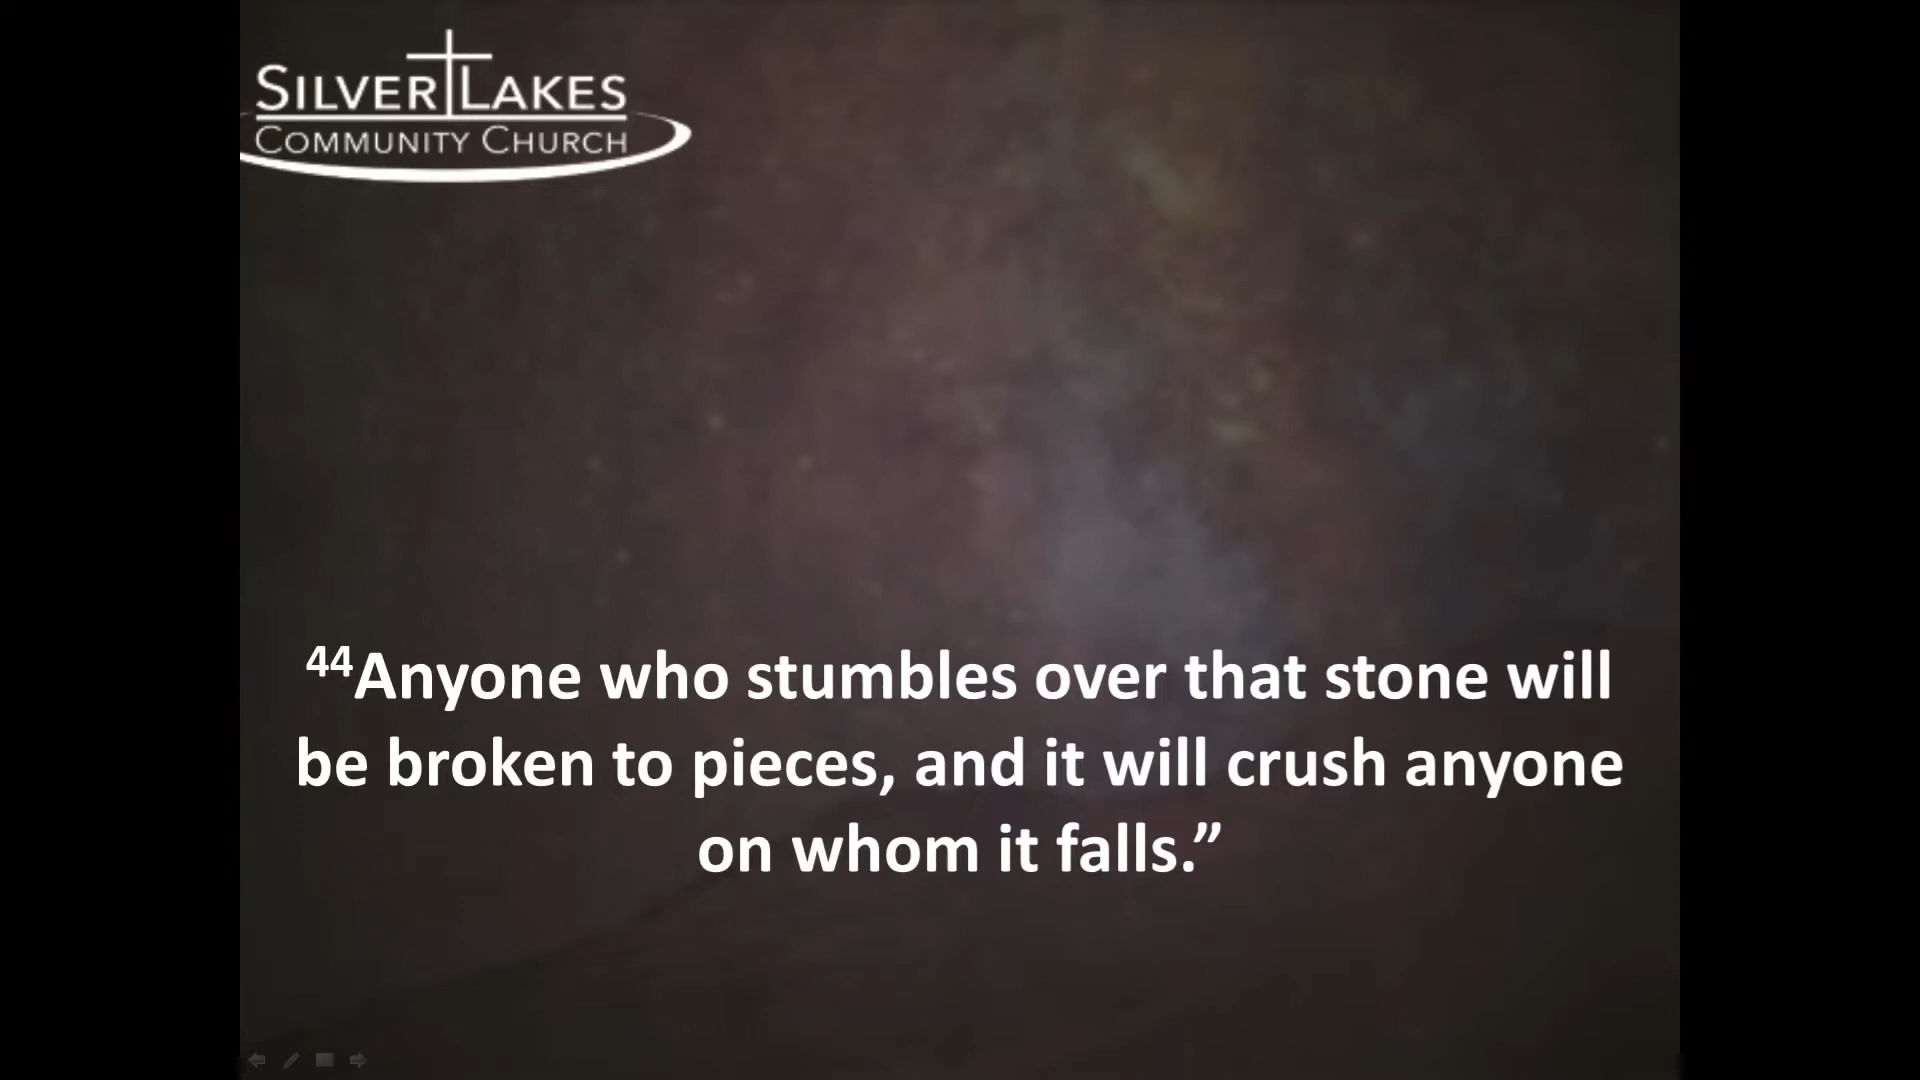 SILVER LAKES
COMMUNITY CHURCH
44Anyone who stumbles over that stone will
be broken to pieces, and it will crush anyone
on whom it falls.”